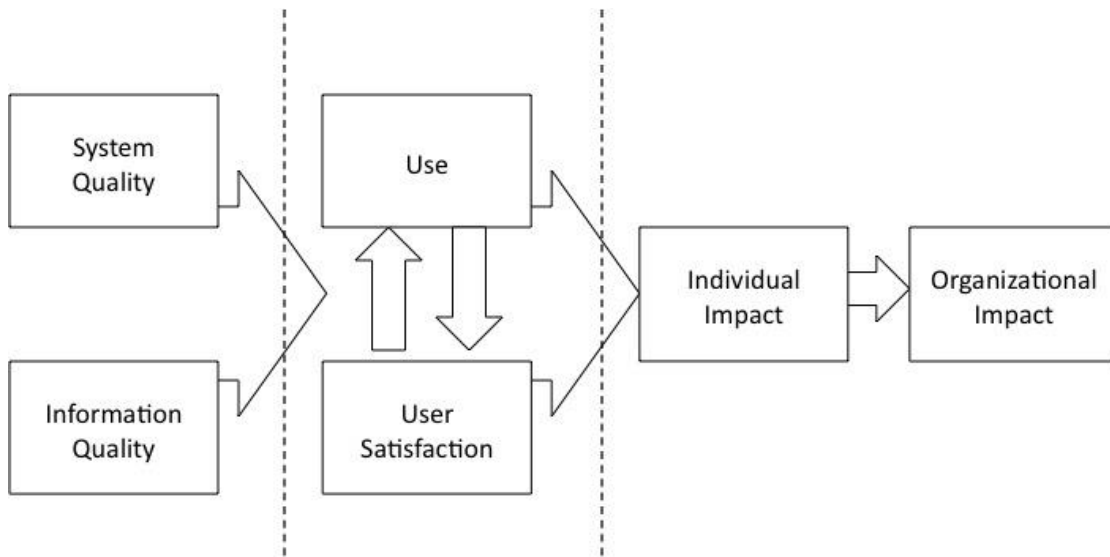 System
Quality
Use
Information
Quality
User
Satisfaction
Individual
Impact
Organizational
Impact